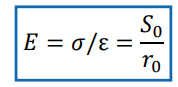 E = σ/ε = S₀/r₀